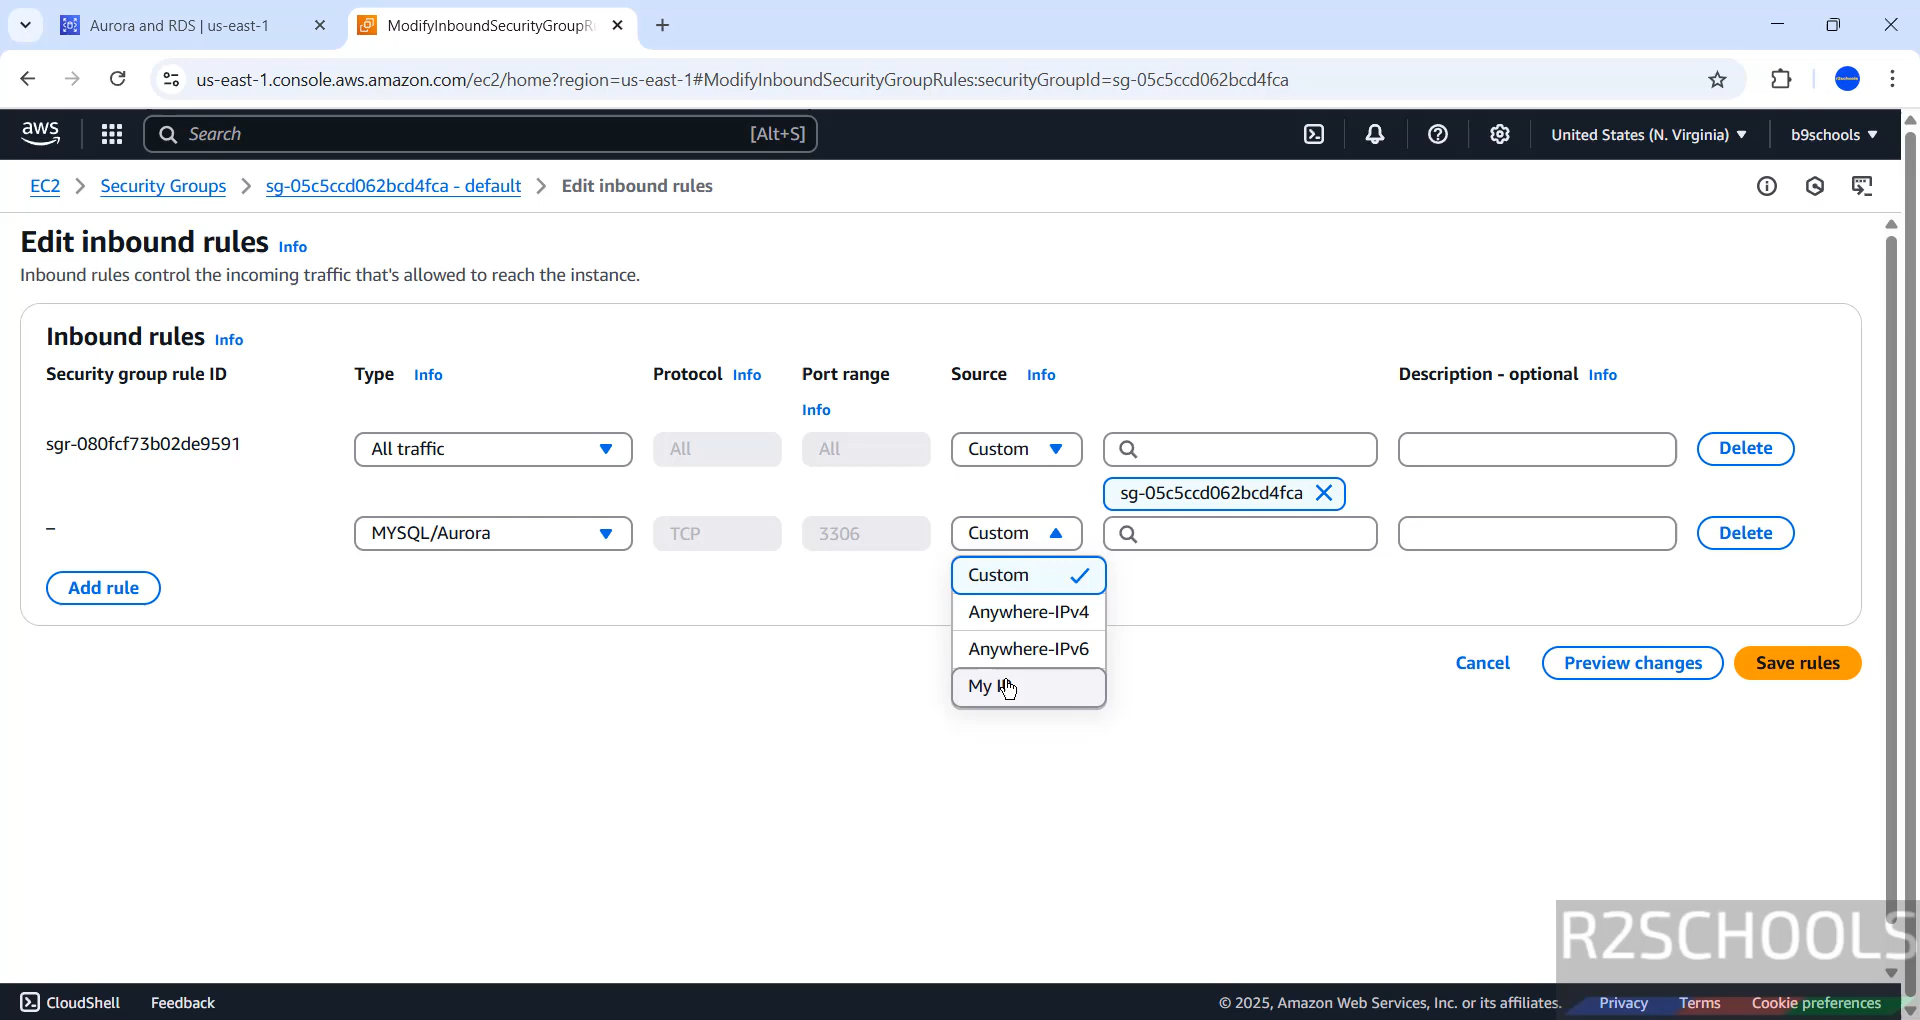 Aurora and RDS | us-east-1
ModifyInboundSecurityGroupR
us-east-1.console.aws.amazon.com/ec2/home?region=us-east-1#ModifyInboundSecurityGroupRules:securityGroupId=sg-05c5ccd062bcd4fca
aws
Search [Alt+S]
United States (N. Virginia)
b9schools
EC2 > Security Groups > sg-05c5ccd062bcd4fca - default > Edit inbound rules
Edit inbound rules Info
Inbound rules control the incoming traffic that's allowed to reach the instance.
Inbound rules Info
Security group rule ID Type Info Protocol Info Port range Source Info Description - optional Info
Info
sgr-080fcf73b02de9591 All traffic All All Custom Delete
sg-05c5ccd062bcd4fca
– MYSQL/Aurora TCP 3306 Custom Delete
Custom
Add rule
Anywhere-IPv4
Anywhere-IPv6
Cancel Preview changes Save rules
My
R2SCHOOLS
CloudShell Feedback © 2025, Amazon Web Services, Inc. or its affiliates. Privacy Terms Cookie preferences